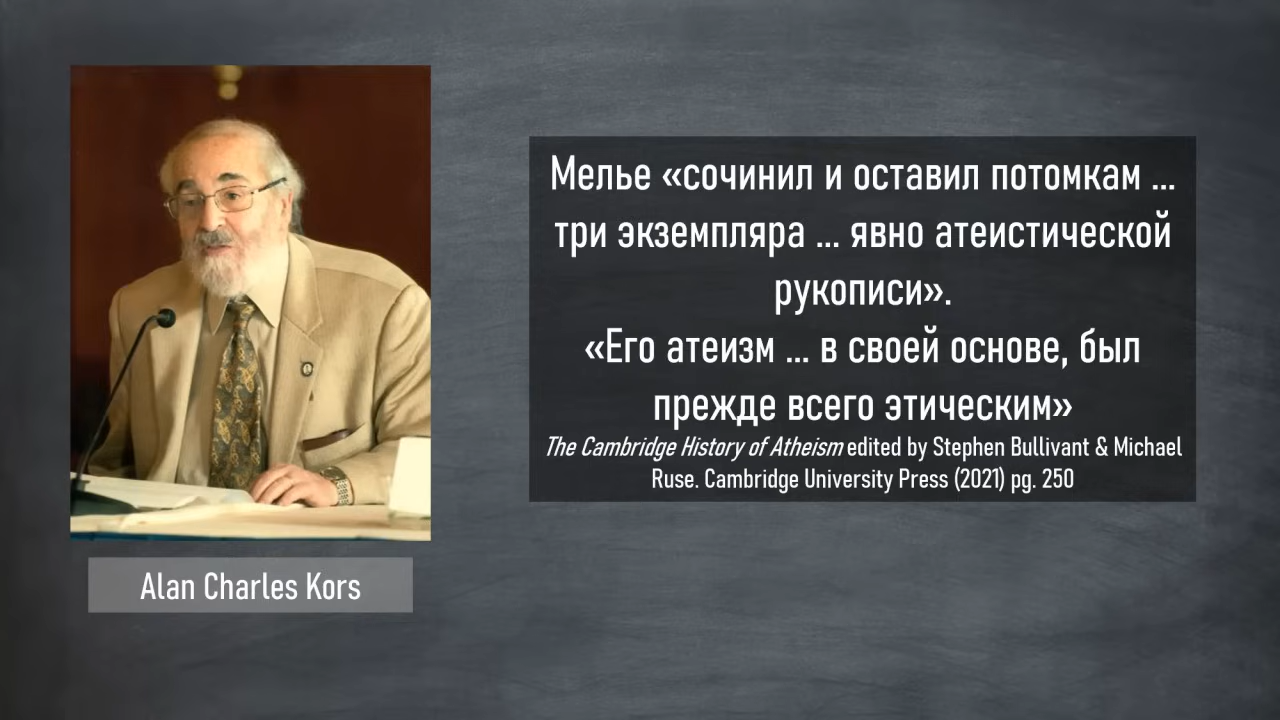 Мелье «сочинил и оставил потомкам ...
три экземпляра ... явно атеистической
рукописи».
«Его атеизм ... в своей основе, был
прежде всего этическим»
The Cambridge History of Atheism edited by Stephen Bullivant & Michael
Ruse. Cambridge University Press (2021) pg. 250
Alan Charles Kors